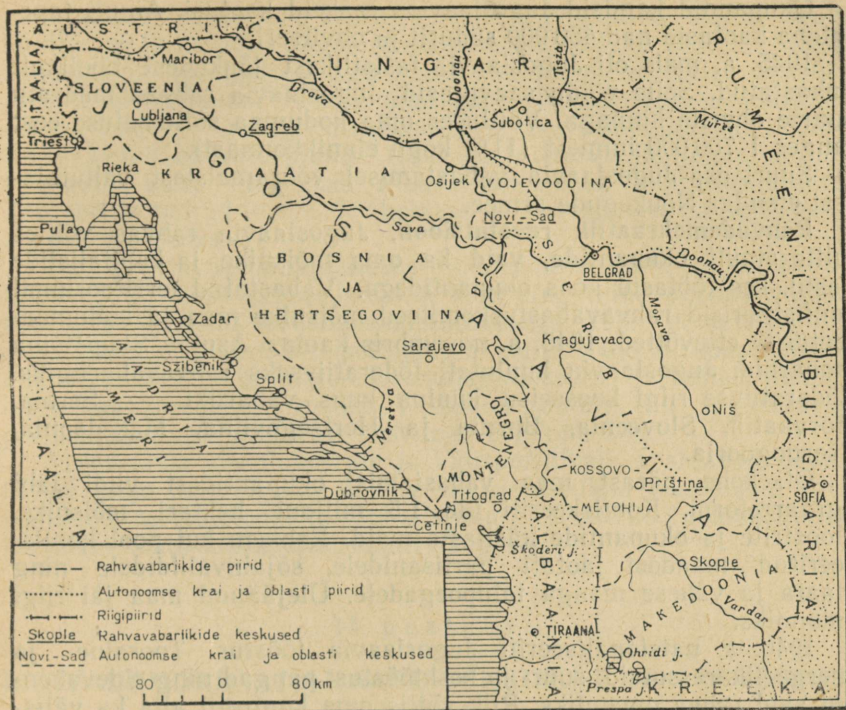 AUSTRIA
UNGARI
RUMEENIA
ITAALIA
Maribor
Drava
Doonau
Tisza
Mureš
SLOVEENIA
Lubljana
Zagreb
Subotica
Triest
Rieka
KROAATIA
Osijek
VOJEVOODINA
Pula
Novi-Sad
JUGOSLAAVIA
Sava
BOSNIA
JA
HERTSEGOVIINA
Drina
SERBIA
BELGRAD
Doonau
Morava
Zadar
Sarajevo
Kragujevaco
Szibenik
Split
AADRIA
MERI
ITAALIA
Neretva
Niš
BULGAARIA
MONTENEGRO
KOSSOVO-
METOHIJA
Priština
SOFIA
Dubrovnik
Titograd
Cetinje
Škoderi j.
ALBAANIA
Skople
MAKEDOONIA
Vardar
TIRAANA
Ohridi j.
Prespa j.
KREEKA
Rahvavabariikide piirid
Autonoomse krai ja oblasti piirid
Riigipiirid
Skople Rahvavabariikide keskused
Novi-Sad Autonoomse krai ja oblasti keskused
80 0 80 km